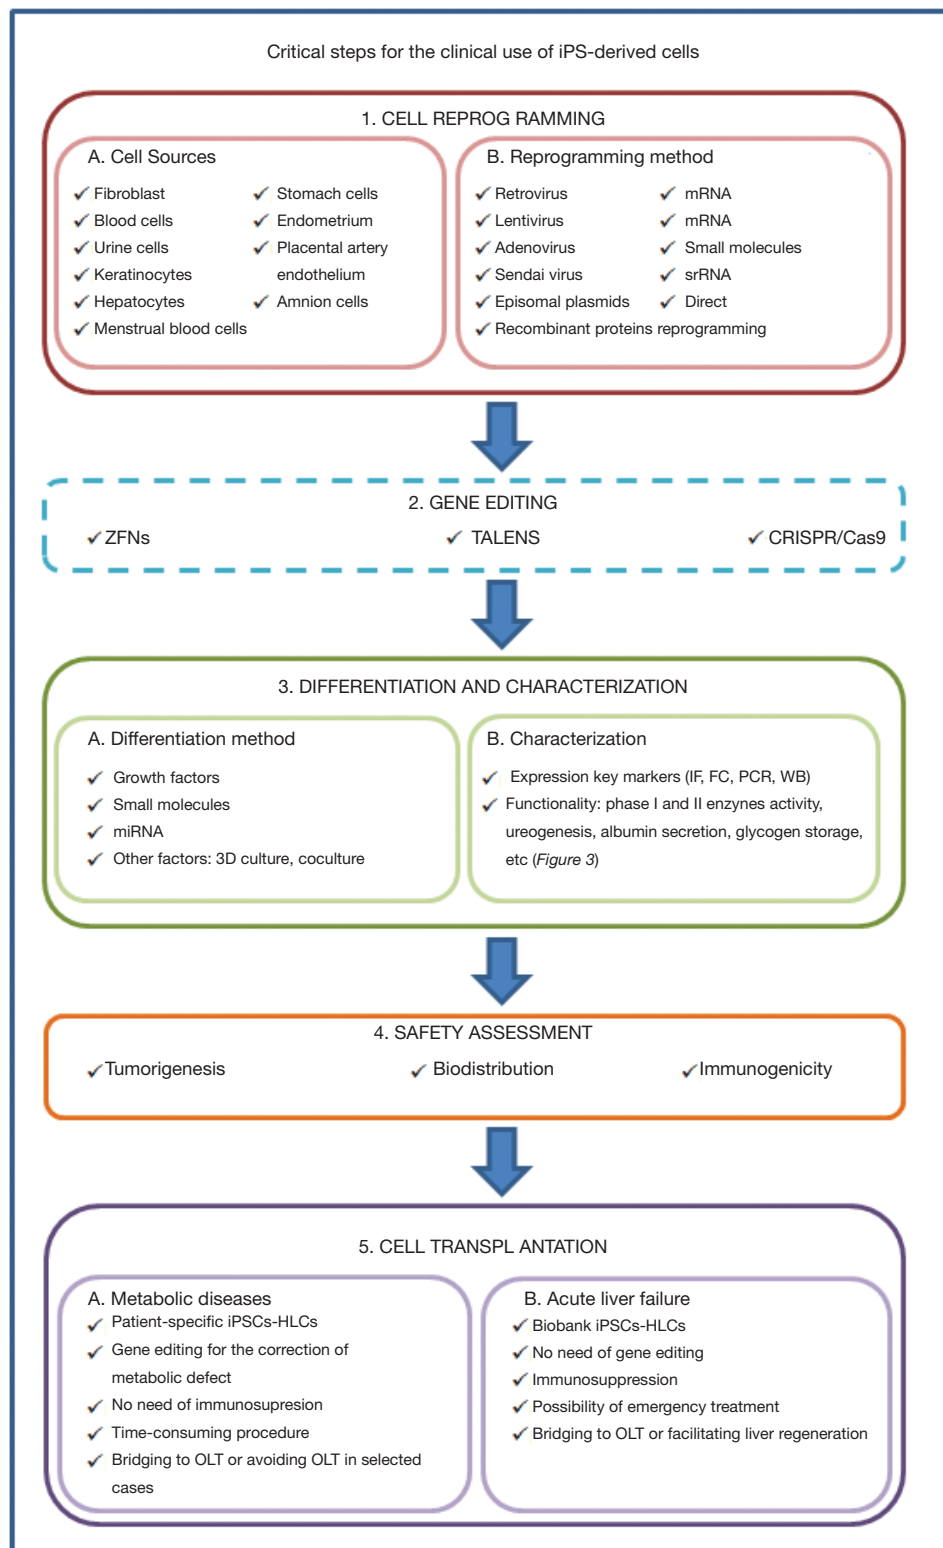 Critical steps for the clinical use of iPS-derived cells
1. CELL REPROG RAMMING
A. Cell Sources
✓ Fibroblast
✓ Blood cells
✓ Urine cells
✓ Keratinocytes
✓ Hepatocytes
✓ Menstrual blood cells
✓ Stomach cells
✓ Endometrium
✓ Placental artery
endothelium
✓ Amnion cells
B. Reprogramming method
✓ Retrovirus
✓ Lentivirus
✓ Adenovirus
✓ Sendai virus
✓ Episomal plasmids
✓ Recombinant proteins reprogramming
✓ mRNA
✓ mRNA
✓ Small molecules
✓ srRNA
✓ Direct
2. GENE EDITING
✓ ZFNs
✓ TALENS
✓ CRISPR/Cas9
3. DIFFERENTIATION AND CHARACTERIZATION
A. Differentiation method
✓ Growth factors
✓ Small molecules
✓ miRNA
✓ Other factors: 3D culture, coculture
B. Characterization
✓ Expression key markers (IF, FC, PCR, WB)
✓ Functionality: phase I and II enzymes activity,
ureogenesis, albumin secretion, glycogen storage,
etc (Figure 3)
4. SAFETY ASSESSMENT
✓ Tumorigenesis
✓ Biodistribution
✓ Immunogenicity
5. CELL TRANSPL ANTATION
A. Metabolic diseases
✓ Patient-specific iPSCs-HLCs
✓ Gene editing for the correction of
metabolic defect
✓ No need of immunosupresion
✓ Time-consuming procedure
✓ Bridging to OLT or avoiding OLT in selected
cases
B. Acute liver failure
✓ Biobank iPSCs-HLCs
✓ No need of gene editing
✓ Immunosuppression
✓ Possibility of emergency treatment
✓ Bridging to OLT or facilitating liver regeneration